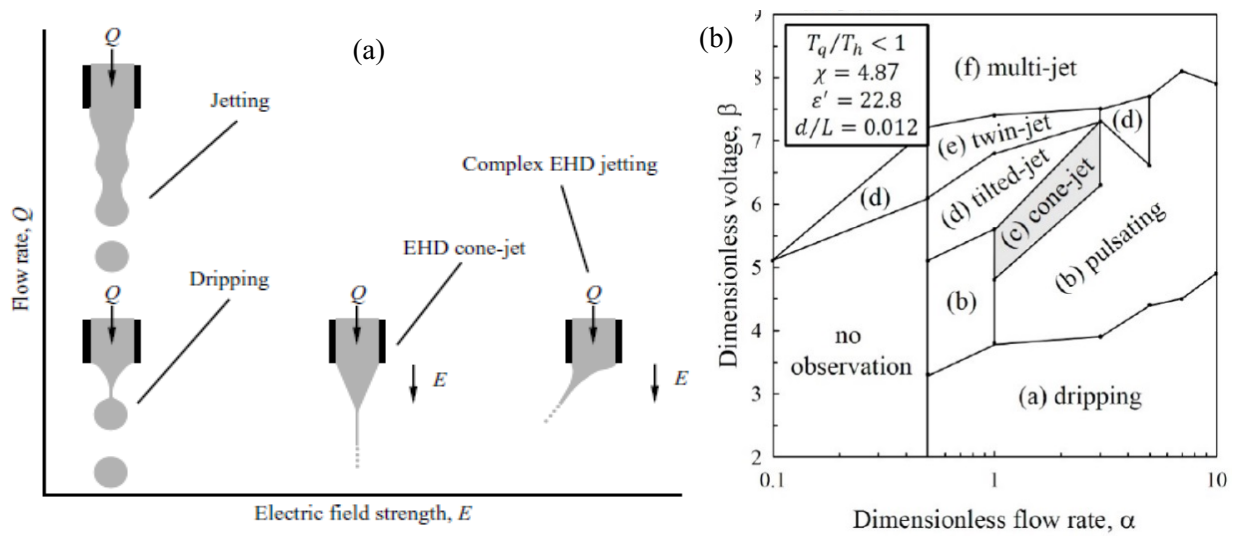 (a)
Q
Jetting
Complex EHD jetting
EHD cone-jet
Dripping
Q
Q
Q
E
E
Flow rate, Q
Electric field strength, E
(b)
T_q/T_h < 1
χ = 4.87
ε′ = 22.8
d/L = 0.012
(f) multi-jet
(e) twin-jet
(d)
(d) tilted-jet
(d)
(c) cone-jet
(b) pulsating
(b)
no
observation
(a) dripping
9
8
7
6
5
4
3
2
0.1
1
10
Dimensionless voltage, β
Dimensionless flow rate, α